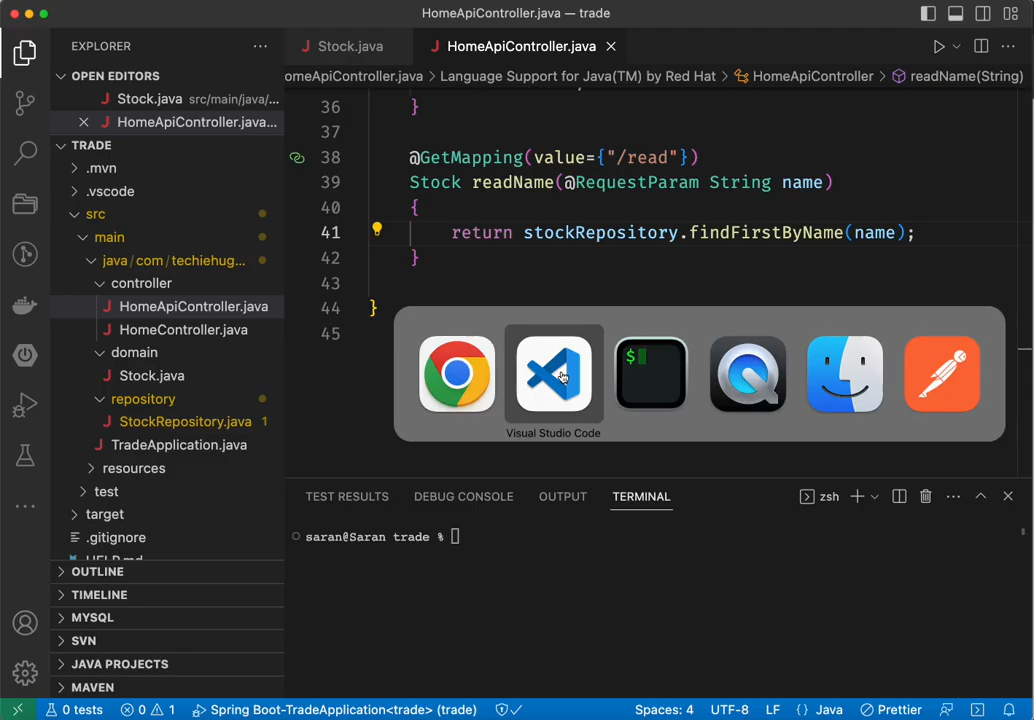 HomeApiController.java — trade
EXPLORER
Stock.java
HomeApiController.java
OPEN EDITORS
omeApiController.java > Language Support for Java(TM) by Red Hat > HomeApiController > readName(String)
Stock.java src/main/java/...
HomeApiController.java...
TRADE
.mvn
.vscode
src
main
java / com / techiehug...
controller
HomeApiController.java
HomeController.java
domain
Stock.java
repository
StockRepository.java 1
TradeApplication.java
resources
test
target
.gitignore
HELP.md
OUTLINE
TIMELINE
MYSQL
SVN
JAVA PROJECTS
MAVEN
36 }
37
38 @GetMapping(value={"/read"})
39 Stock readName(@RequestParam String name)
40 {
41 return stockRepository.findFirstByName(name);
42 }
43
44 }
45
$
Visual Studio Code
TEST RESULTS DEBUG CONSOLE OUTPUT TERMINAL zsh
saran@Saran trade %
0 tests 0 1 Spring Boot-TradeApplication<trade> (trade) Spaces: 4 UTF-8 LF {} Java Prettier